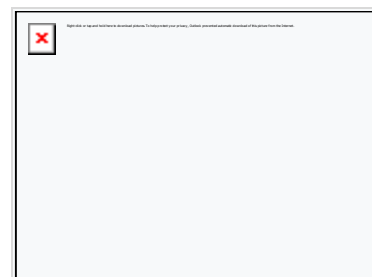 Right click or tap and hold here to download pictures. To help protect your privacy, Outlook prevented automatic download of this picture from the Internet.